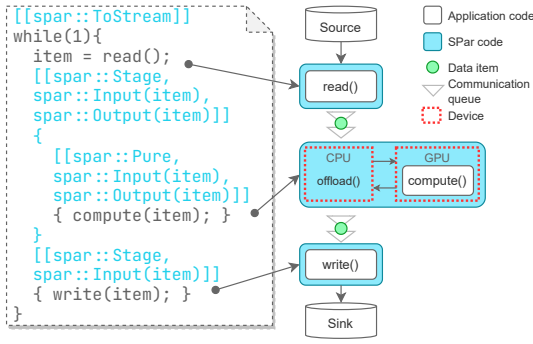 [[spar::ToStream]]
while(1){
item = read();
[[spar::Stage,
spar::Input(item),
spar::Output(item)]]
{
[[spar::Pure,
spar::Input(item),
spar::Output(item)]]
{ compute(item); }
}
[[spar::Stage,
spar::Input(item)]]
{ write(item); }
}
Source
read()
CPU
offload()
GPU
compute()
write()
Sink
Application code
SPar code
Data item
Communication
queue
Device